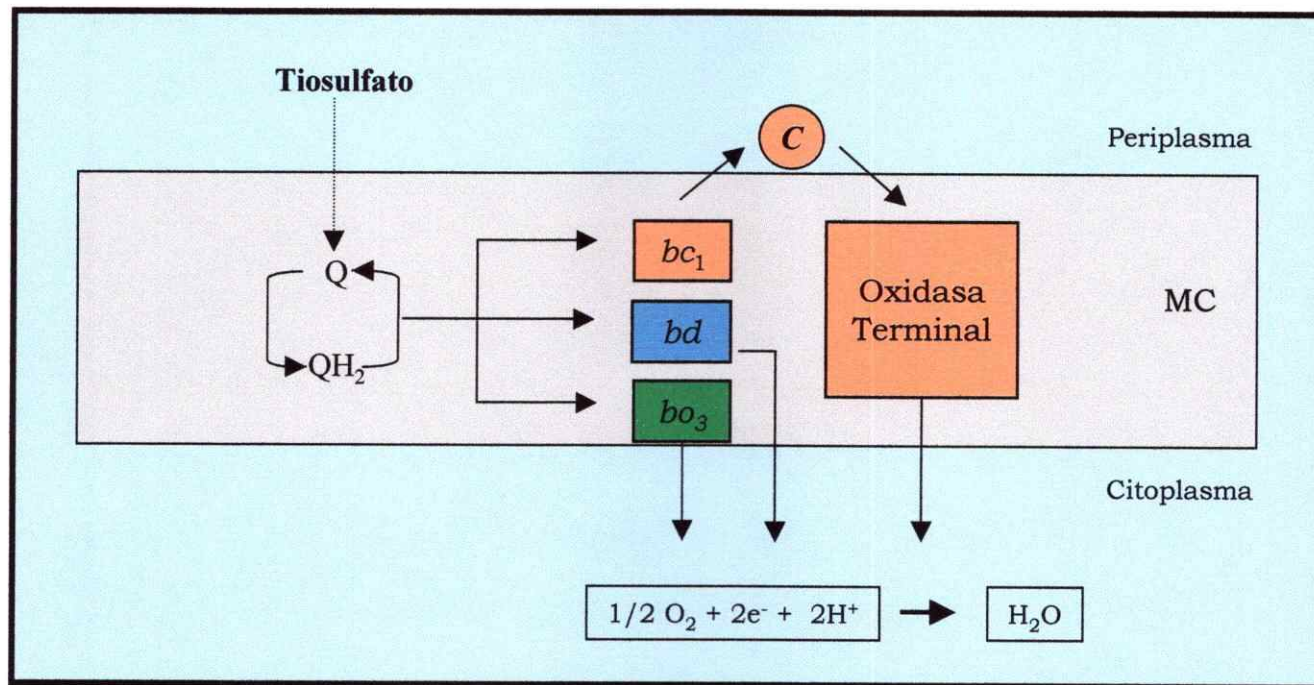 Tiosulfato
C
Periplasma
Q
QH₂
bc₁
bd
bo₃
Oxidasa
Terminal
MC
Citoplasma
1/2 O₂ + 2e⁻ + 2H⁺
H₂O